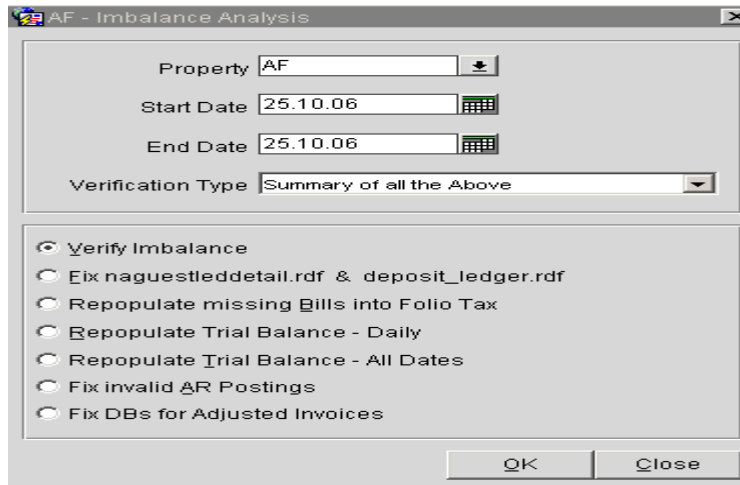 AF - Imbalance Analysis
Property AF
Start Date 25.10.06
End Date 25.10.06
Verification Type Summary of all the Above
Verify Imbalance
Fix naguestleddetail.rdf & deposit_ledger.rdf
Repopulate missing Bills into Folio Tax
Repopulate Trial Balance - Daily
Repopulate Trial Balance - All Dates
Fix invalid AR Postings
Fix DBs for Adjusted Invoices
OK Close